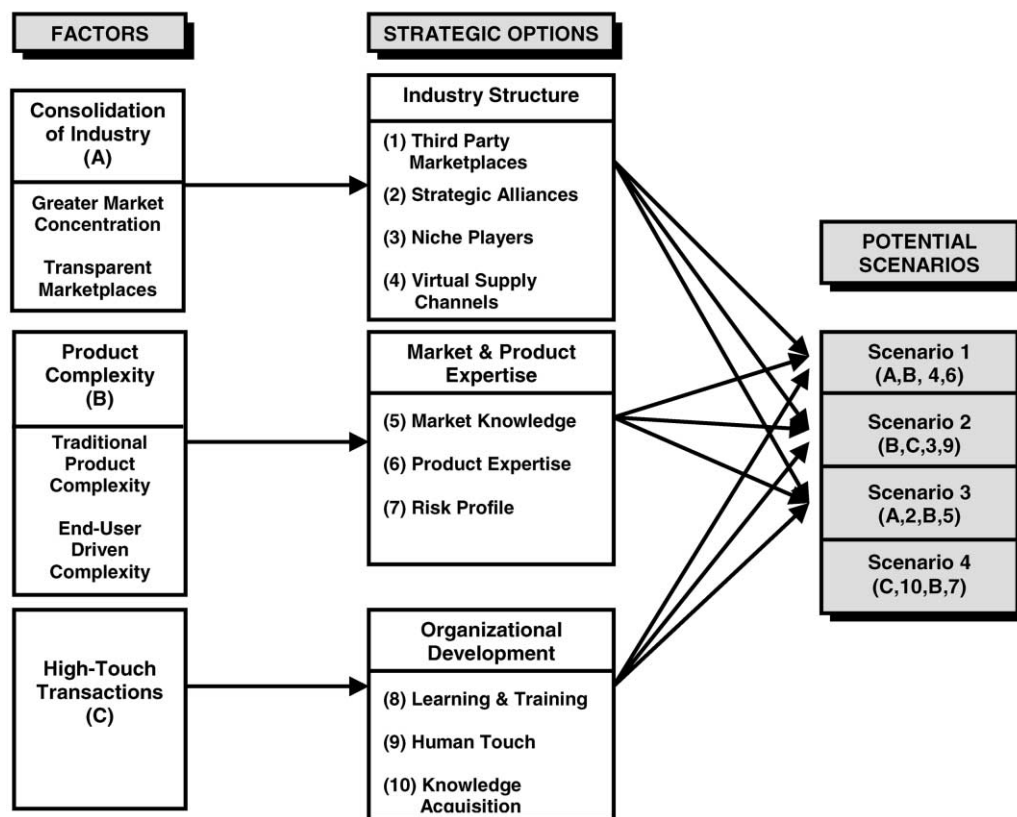 FACTORS
STRATEGIC OPTIONS
Consolidation
of Industry
(A)
Greater Market
Concentration
Transparent
Marketplaces
Industry Structure
(1) Third Party
Marketplaces
(2) Strategic Alliances
(3) Niche Players
(4) Virtual Supply
Channels
Product
Complexity
(B)
Traditional
Product
Complexity
End-User
Driven
Complexity
Market & Product
Expertise
(5) Market Knowledge
(6) Product Expertise
(7) Risk Profile
High-Touch
Transactions
(C)
Organizational
Development
(8) Learning & Training
(9) Human Touch
(10) Knowledge
Acquisition
POTENTIAL
SCENARIOS
Scenario 1
(A,B, 4,6)
Scenario 2
(B,C,3,9)
Scenario 3
(A,2,B,5)
Scenario 4
(C,10,B,7)